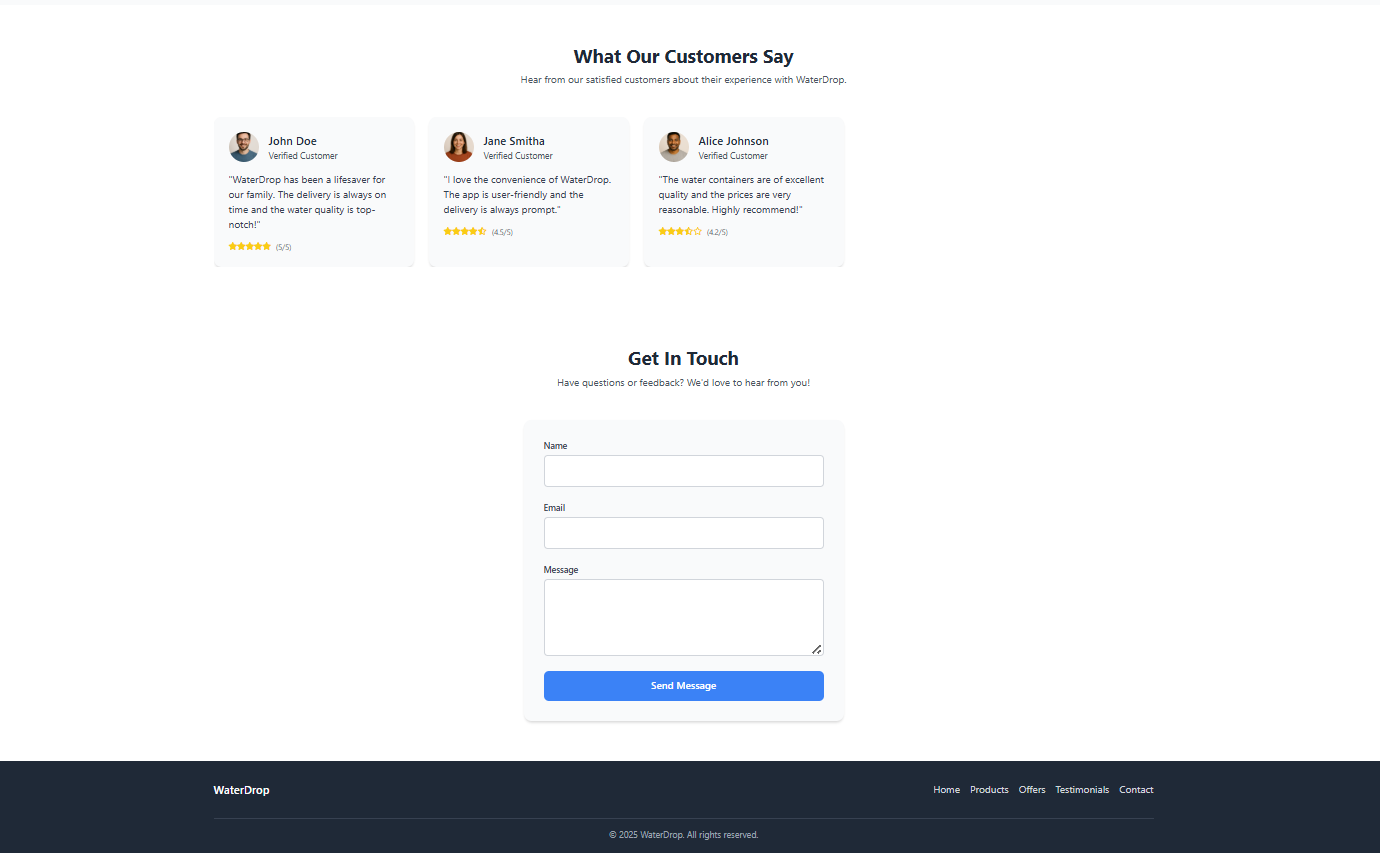 What Our Customers Say
Hear from our satisfied customers about their experience with WaterDrop.
John Doe
Verified Customer
"WaterDrop has been a lifesaver for
our family. The delivery is always on
time and the water quality is top-
notch!"
(5/5)
Jane Smitha
Verified Customer
"I love the convenience of WaterDrop.
The app is user-friendly and the
delivery is always prompt."
(4.5/5)
Alice Johnson
Verified Customer
"The water containers are of excellent
quality and the prices are very
reasonable. Highly recommend!"
(4.2/5)
Get In Touch
Have questions or feedback? We'd love to hear from you!
Name
Email
Message
Send Message
WaterDrop
Home Products Offers Testimonials Contact
© 2025 WaterDrop. All rights reserved.